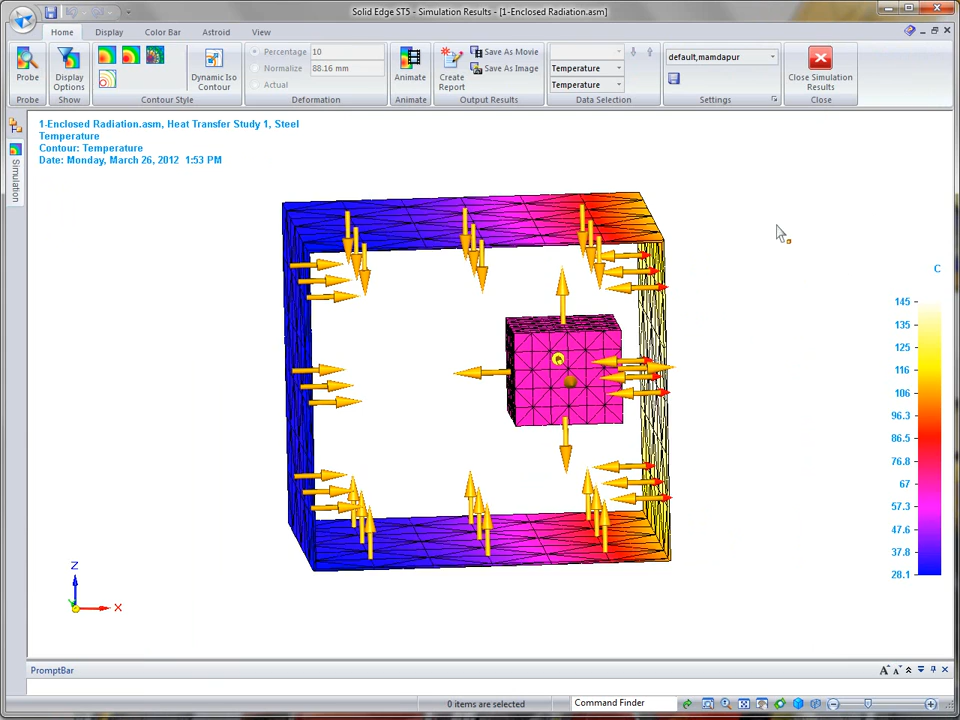 Solid Edge ST5 - Simulation Results - [1-Enclosed Radiation.asm]
Home Display Color Bar Astroid View
Probe
Display Options
Dynamic Iso Contour
Percentage 10
Normalize 88.16 mm
Actual
Animate
Create Report
Save As Movie
Save As Image
Temperature
Temperature
default,mamdapur
Close Simulation Results
Probe Show Contour Style Deformation Animate Output Results Data Selection Settings Close
Simulation
1-Enclosed Radiation.asm, Heat Transfer Study 1, Steel
Temperature
Contour: Temperature
Date: Monday, March 26, 2012 1:53 PM
C
145
135
125
116
106
96.3
86.5
76.8
67
57.3
47.6
37.8
28.1
Z
X
PromptBar
0 items are selected
Command Finder